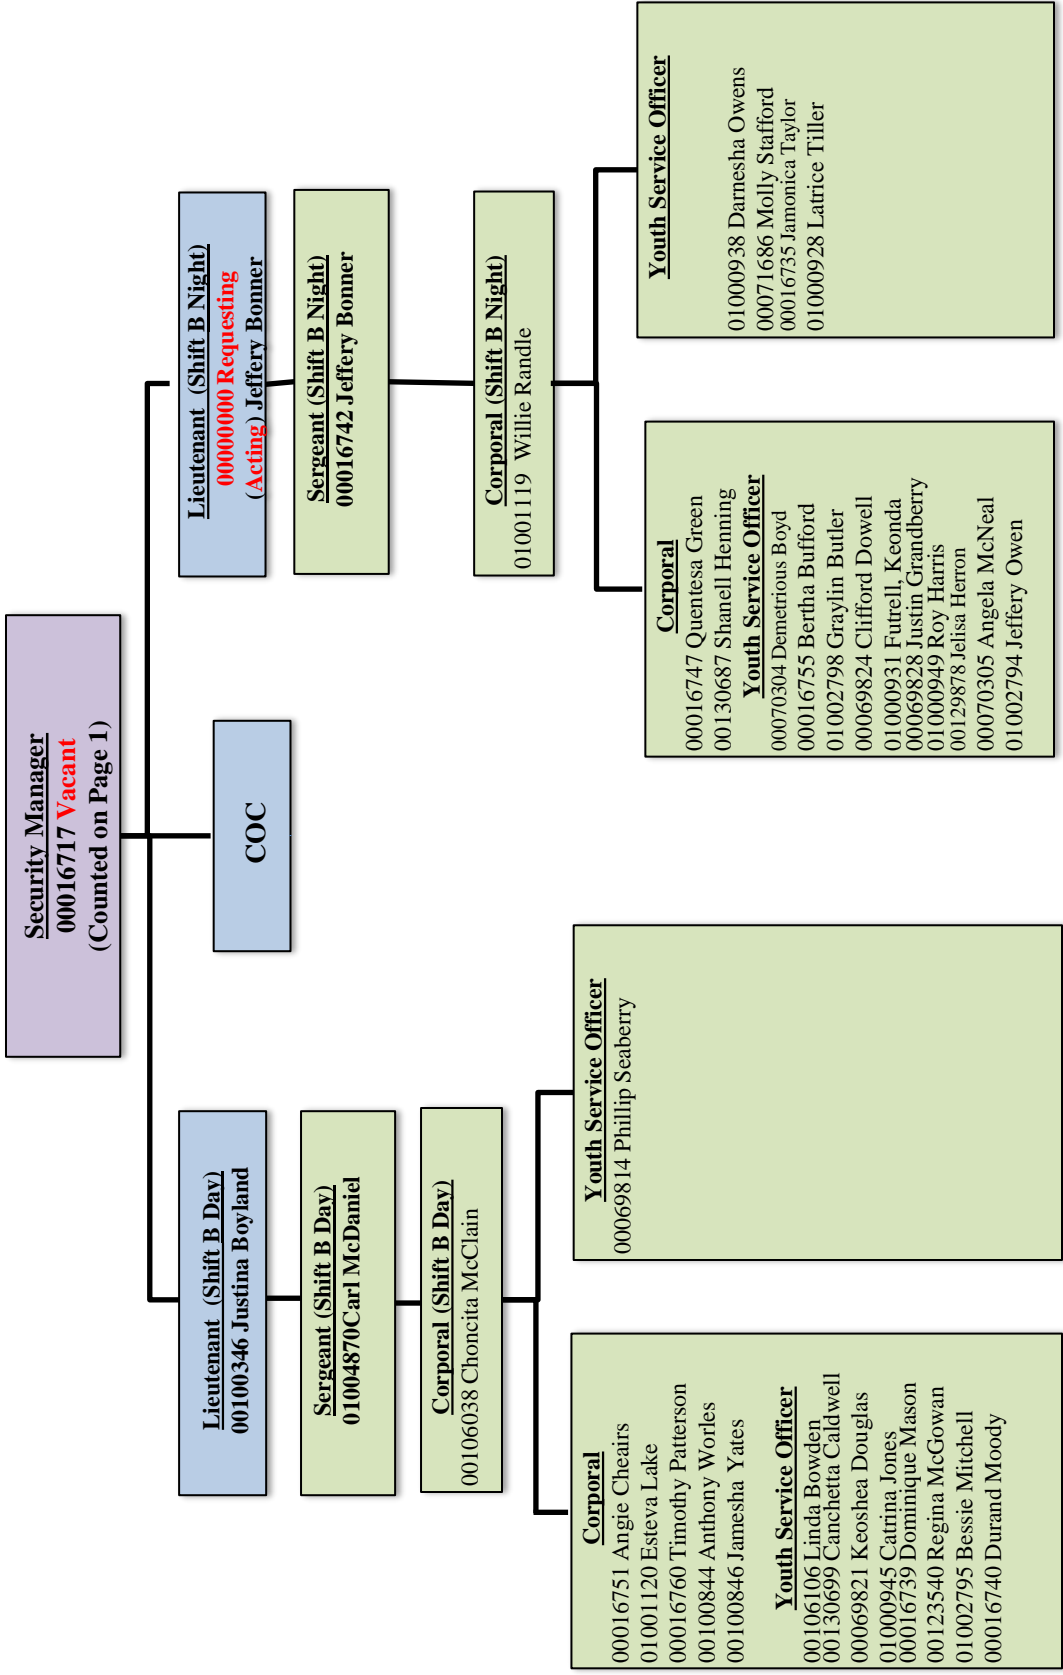 Security Manager
00016717 Vacant
(Counted on Page 1)
Lieutenant  (Shift B Day)
00100346 Justina Boyland
COC
Lieutenant  (Shift B Night)
00000000 Requesting
(Acting) Jeffery Bonner
Sergeant (Shift B Day)
01004870Carl McDaniel
Sergeant (Shift B Night)
00016742 Jeffery Bonner
Corporal (Shift B Day)
00106038 Choncita McClain
Corporal (Shift B Night)
01001119  Willie Randle
Corporal
00016751 Angie Cheairs
01001120 Esteva Lake
00016760 Timothy Patterson
00100844 Anthony Worles
00100846 Jamesha Yates
Youth Service Officer
00106106 Linda Bowden
00130699 Canchetta Caldwell
00069821 Keoshea Douglas
01000945 Catrina Jones
00016739 Dominique Mason
00123540 Regina McGowan
01002795 Bessie Mitchell
00016740 Durand Moody
Youth Service Officer
00069814 Phillip Seaberry
Corporal
00016747 Quentesa Green
00130687 Shanell Henning
Youth Service Officer
00070304 Demetrious Boyd
00016755 Bertha Bufford
01002798 Graylin Butler
00069824 Clifford Dowell
01000931 Futrell, Keonda
00069828 Justin Grandberry
01000949 Roy Harris
00129878 Jelisa Herron
00070305 Angela McNeal
01002794 Jeffery Owen
Youth Service Officer
01000938 Darnesha Owens
00071686 Molly Stafford
00016735 Jamonica Taylor
01000928 Latrice Tiller